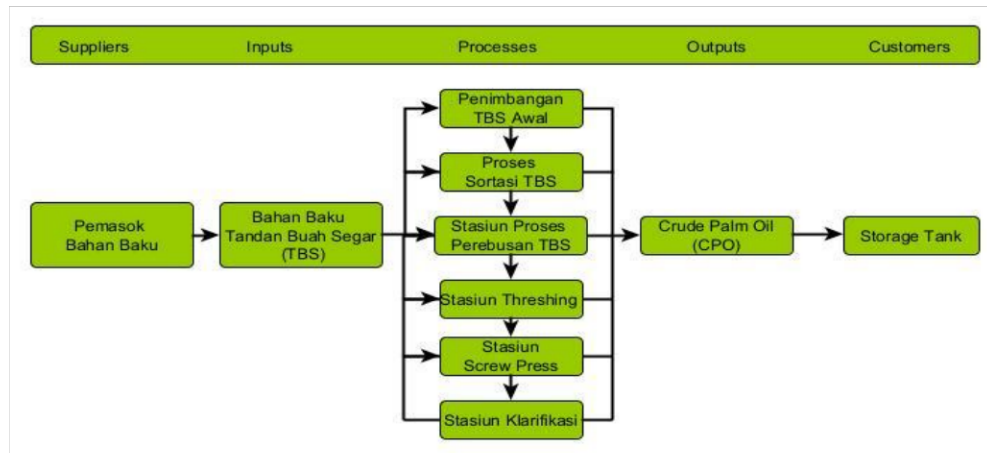 Suppliers Inputs Processes Outputs Customers
Penimbangan
TBS Awal
Proses
Sortasi TBS
Pemasok
Bahan Baku
Bahan Baku
Tandan Buah Segar
(TBS)
Stasiun Proses
Perebusan TBS
Crude Palm Oil
(CPO)
Storage Tank
Stasiun Threshing
Stasiun
Screw Press
Stasiun Klarifikasi